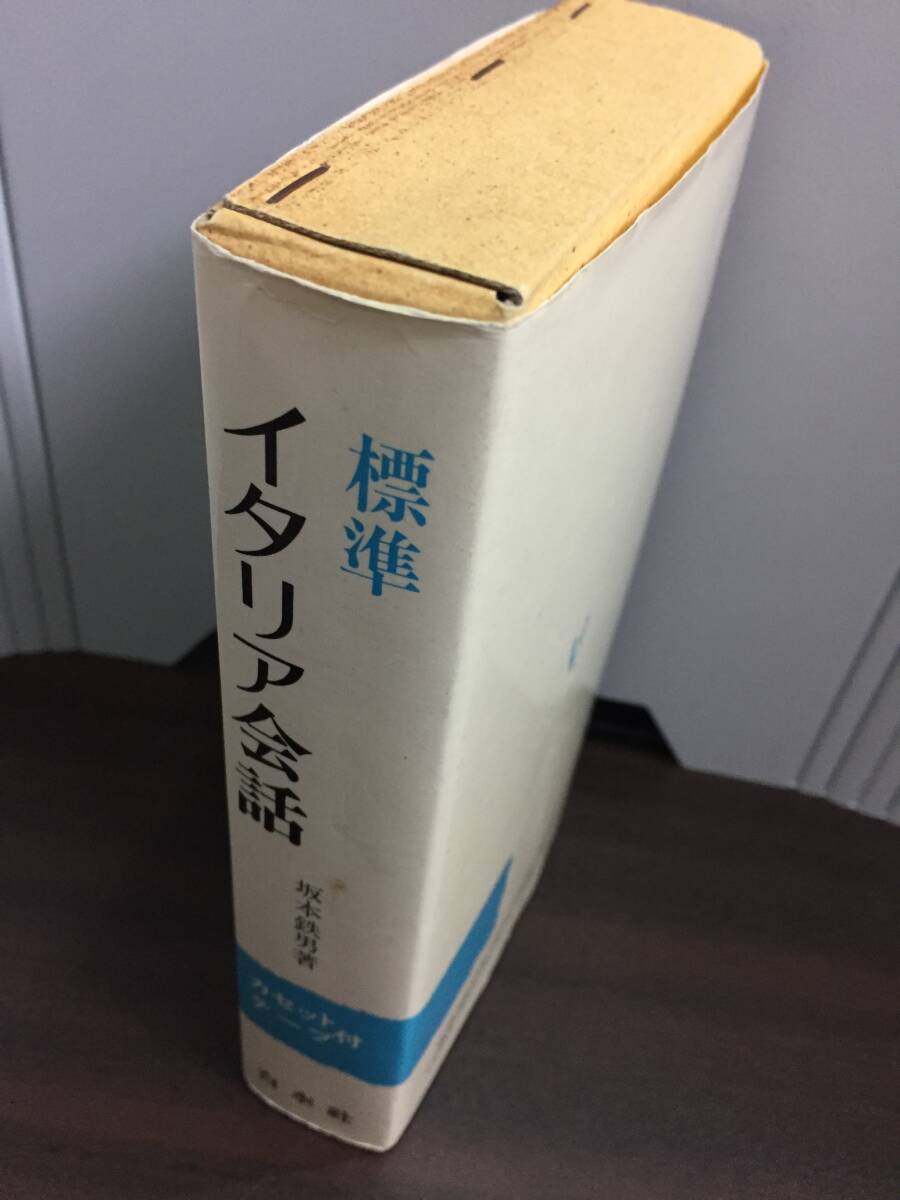 標準
イタリア会話
坂本鉄男著
カセット
テープ付
白水社